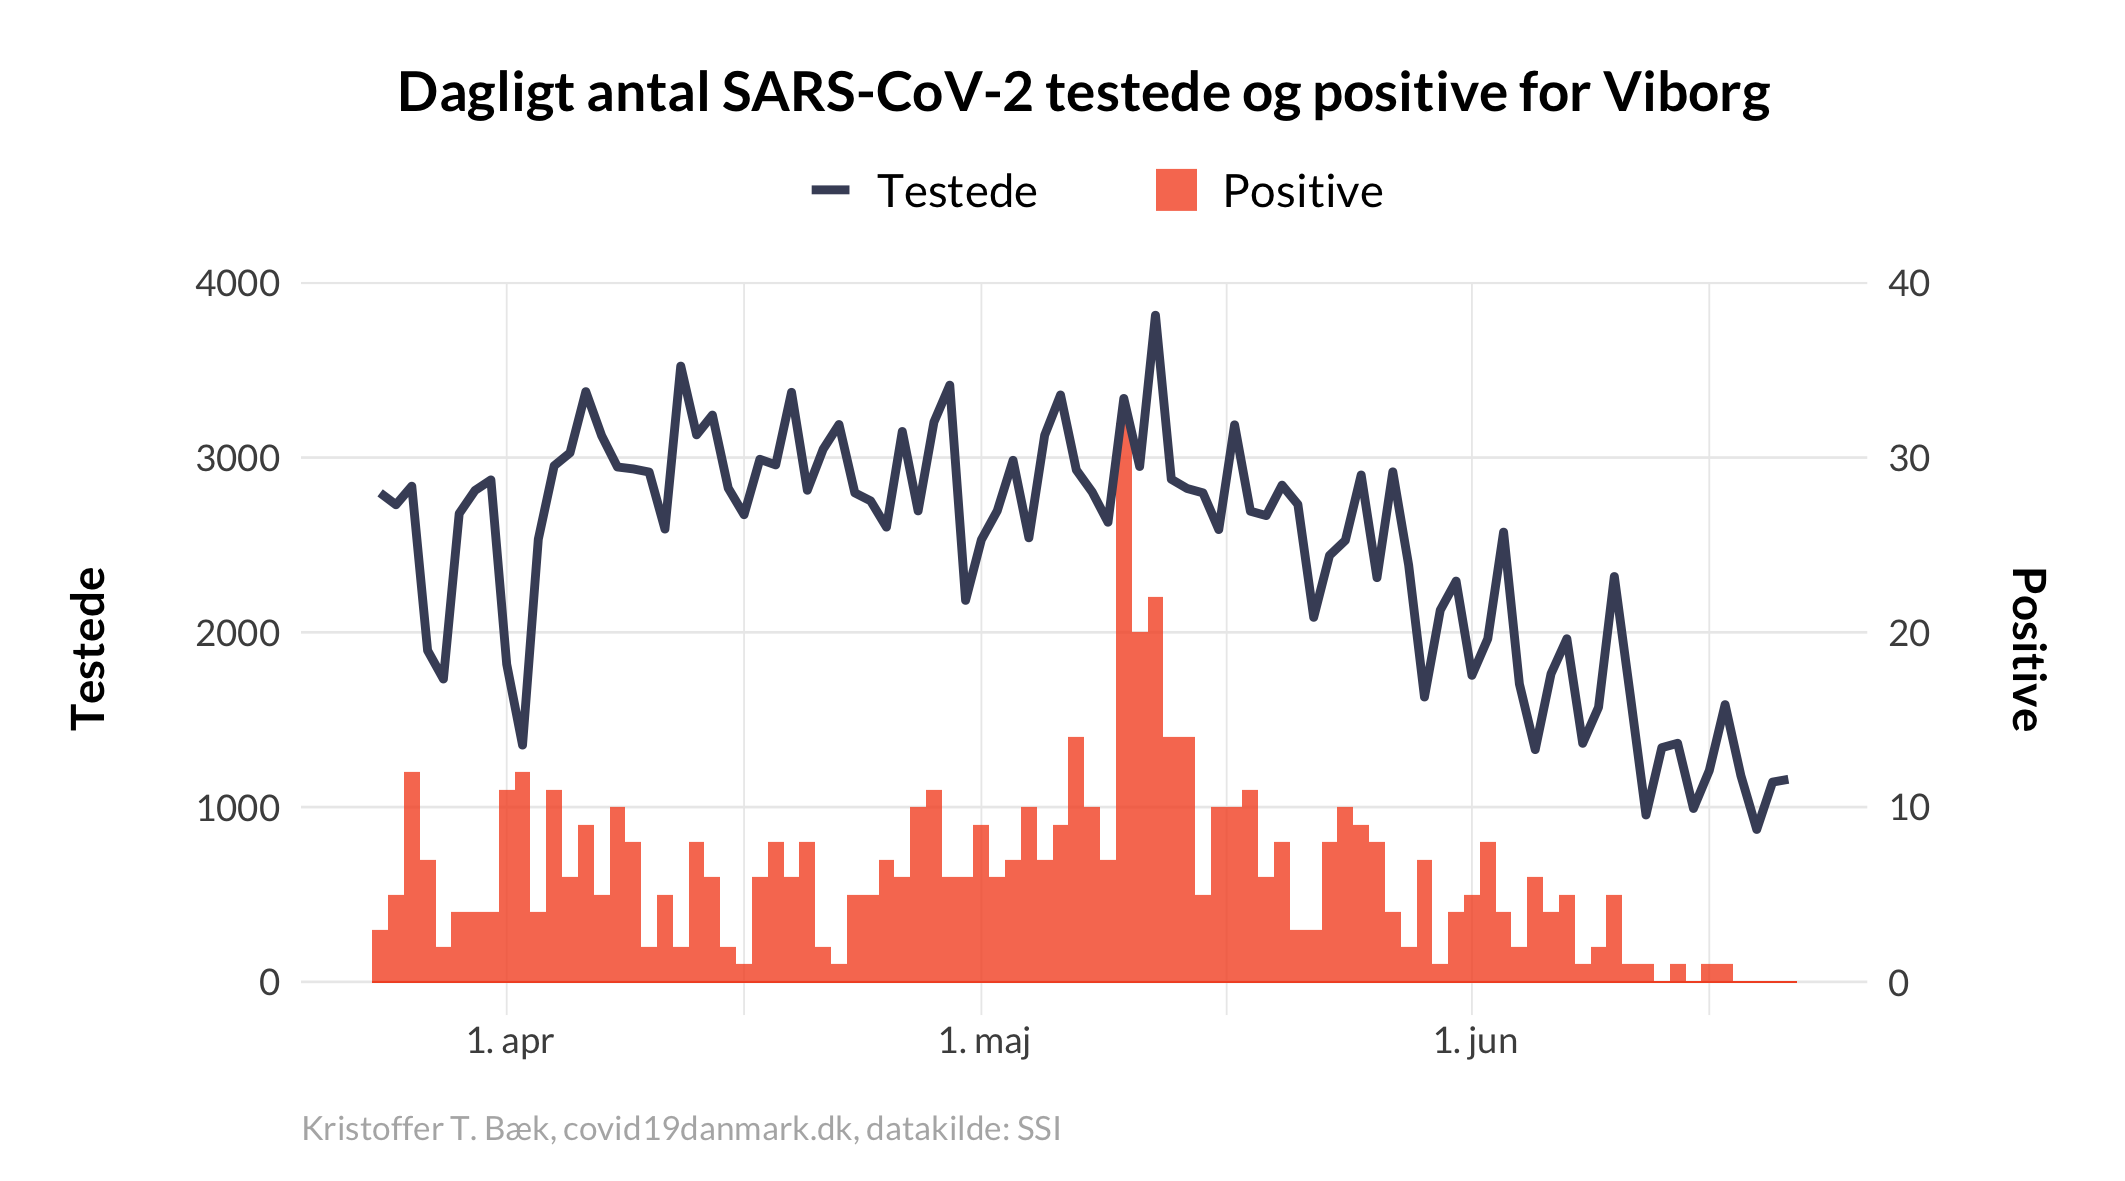 Dagligt antal SARS-CoV-2 testede og positive for Viborg
Testede
Positive
4000
3000
2000
1000
0
Testede
40
30
20
10
0
Positive
1. apr
1. maj
1. jun
Kristoffer T. Bæk, covid19danmark.dk, datakilde: SSI